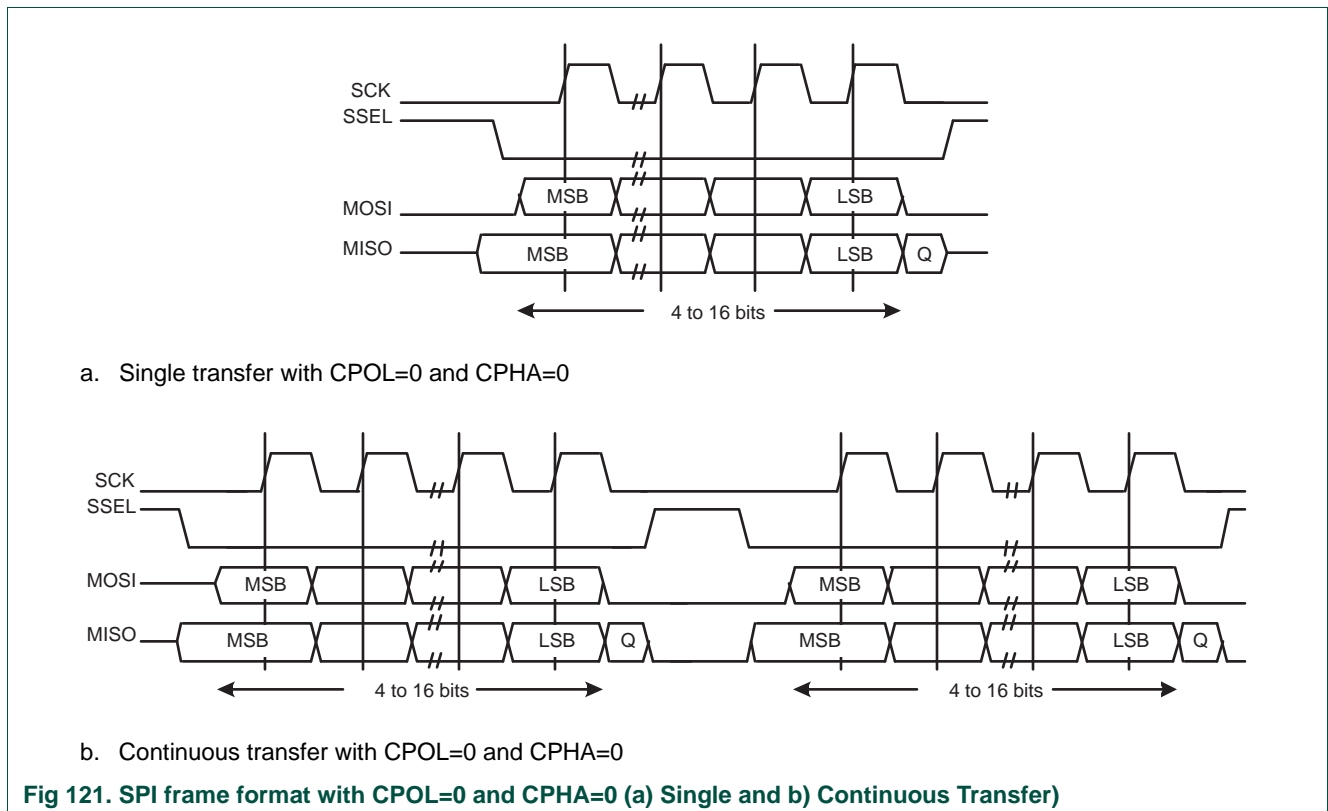 SCK
SSEL
MOSI MSB LSB
MISO MSB LSB Q
4 to 16 bits
a. Single transfer with CPOL=0 and CPHA=0
SCK
SSEL
MOSI MSB LSB MSB LSB
MISO MSB LSB Q MSB LSB Q
4 to 16 bits 4 to 16 bits
b. Continuous transfer with CPOL=0 and CPHA=0
Fig 121. SPI frame format with CPOL=0 and CPHA=0 (a) Single and b) Continuous Transfer)